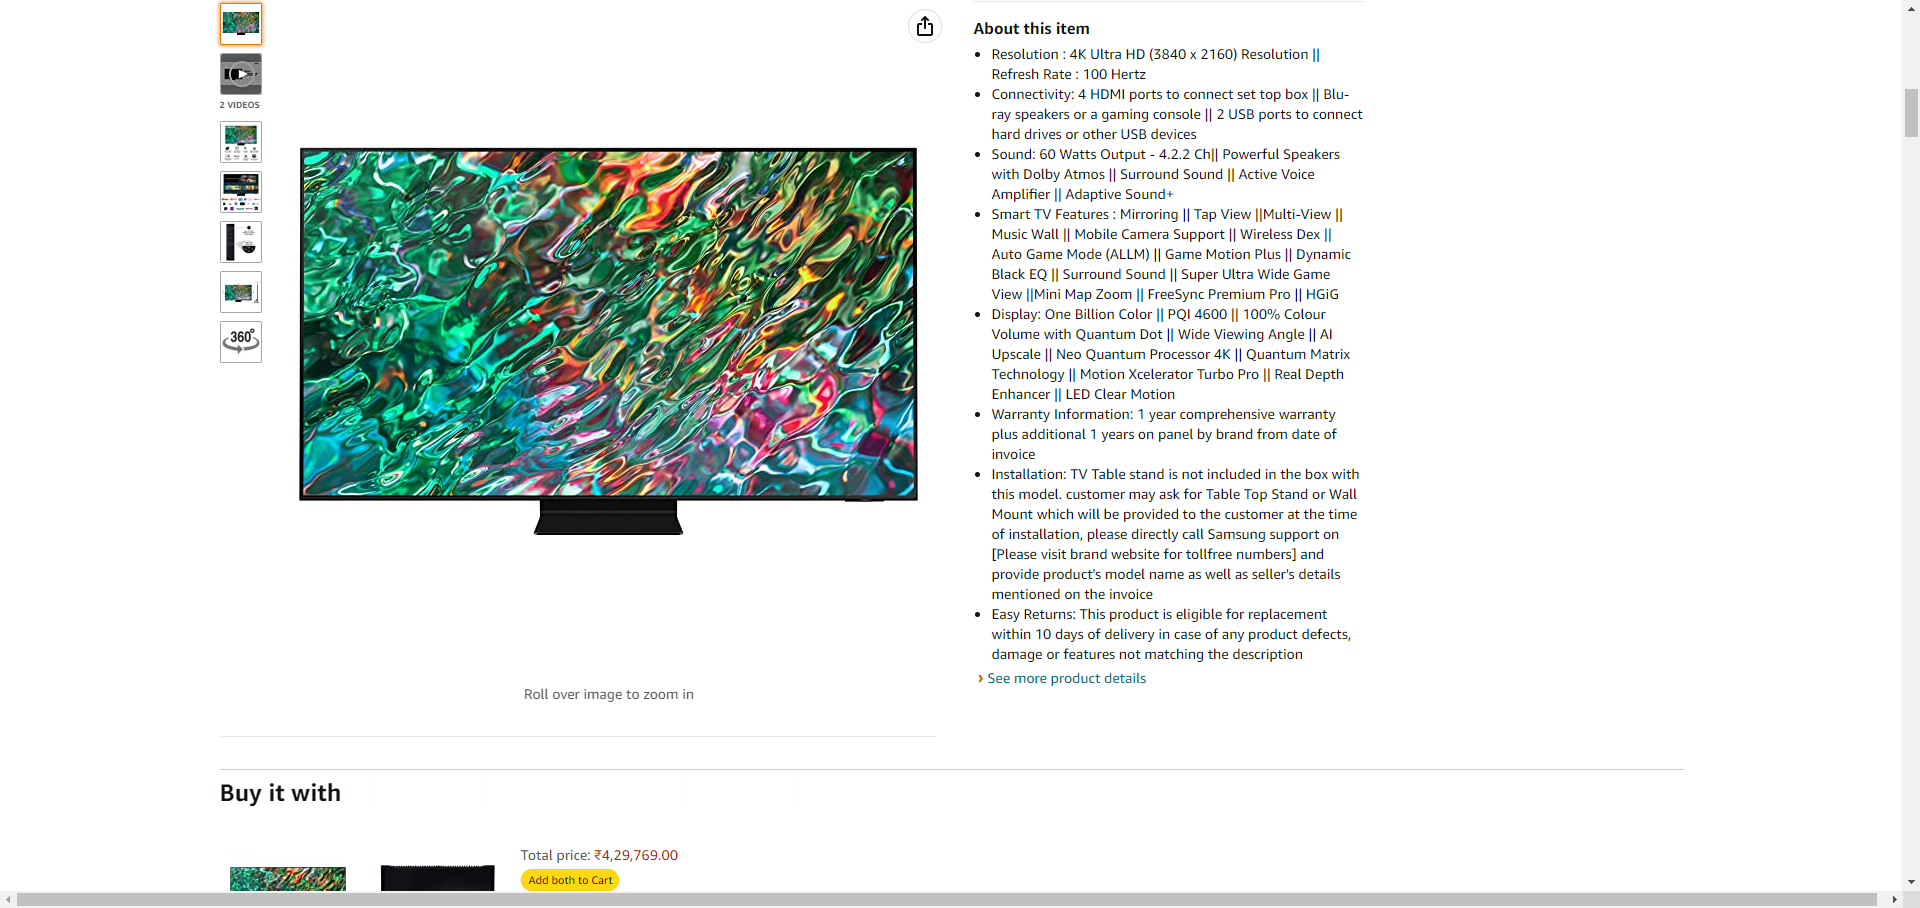 2 VIDEOS
360°
Roll over image to zoom in
About this item
Resolution : 4K Ultra HD (3840 x 2160) Resolution ||
Refresh Rate : 100 Hertz
Connectivity: 4 HDMI ports to connect set top box || Blu-
ray speakers or a gaming console || 2 USB ports to connect
hard drives or other USB devices
Sound: 60 Watts Output - 4.2.2 Ch|| Powerful Speakers
with Dolby Atmos || Surround Sound || Active Voice
Amplifier || Adaptive Sound+
Smart TV Features : Mirroring || Tap View ||Multi-View ||
Music Wall || Mobile Camera Support || Wireless Dex ||
Auto Game Mode (ALLM) || Game Motion Plus || Dynamic
Black EQ || Surround Sound || Super Ultra Wide Game
View ||Mini Map Zoom || FreeSync Premium Pro || HGiG
Display: One Billion Color || PQI 4600 || 100% Colour
Volume with Quantum Dot || Wide Viewing Angle || AI
Upscale || Neo Quantum Processor 4K || Quantum Matrix
Technology || Motion Xcelerator Turbo Pro || Real Depth
Enhancer || LED Clear Motion
Warranty Information: 1 year comprehensive warranty
plus additional 1 years on panel by brand from date of
invoice
Installation: TV Table stand is not included in the box with
this model. customer may ask for Table Top Stand or Wall
Mount which will be provided to the customer at the time
of installation, please directly call Samsung support on
[Please visit brand website for tollfree numbers] and
provide product's model name as well as seller's details
mentioned on the invoice
Easy Returns: This product is eligible for replacement
within 10 days of delivery in case of any product defects,
damage or features not matching the description
› See more product details
Buy it with
Total price: ₹4,29,769.00
Add both to Cart